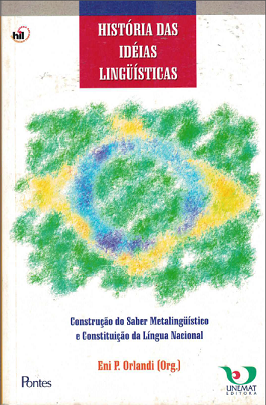 hil
HISTÓRIA DAS
IDÉIAS
LINGÜÍSTICAS
Construção do Saber Metalingüístico
e Constituição da Língua Nacional
Eni P. Orlandi (Org.)
Pontes
UNEMAT
EDITORA